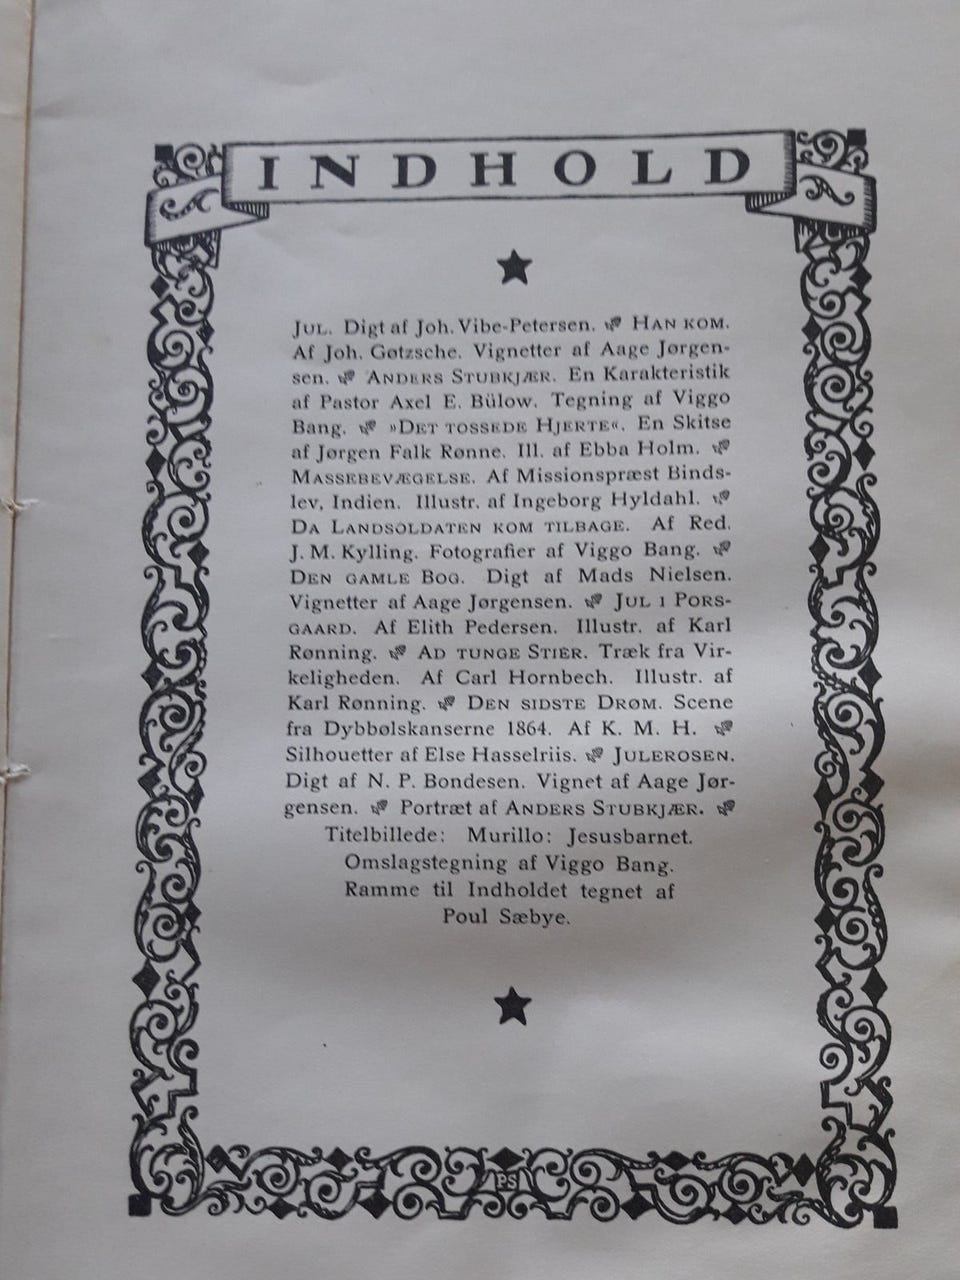 INDHOLD
JUL. Digt af Joh. Vibe-Petersen. HAN KOM.
Af Joh. Gøtzsche. Vignetter af Aage Jørgen-
sen. ANDERS STUBKJÆR. En Karakteristik
af Pastor Axel E. Bülow. Tegning af Viggo
Bang. »DET TOSSEDE HJERTE«. En Skitse
af Jørgen Falk Rønne. Ill. af Ebba Holm.
MASSEBEVÆGELSE. Af Missionspræst Binds-
lev, Indien. Illustr. af Ingeborg Hyldahl.
DA LANDSOLDATEN KOM TILBAGE. Af Red.
J. M. Kylling. Fotografier af Viggo Bang.
DEN GAMLE BOG. Digt af Mads Nielsen.
Vignetter af Aage Jørgensen. JUL I PORS-
GAARD. Af Elith Pedersen. Illustr. af Karl
Rønning. AD TUNGE STIER. Træk fra Vir-
keligheden. Af Carl Hornbech. Illustr. af
Karl Rønning. DEN SIDSTE DRØM. Scene
fra Dybbølskanserne 1864. Af K. M. H.
Silhouetter af Else Hasselriis. JULEROSEN.
Digt af N. P. Bondesen. Vignet af Aage Jør-
gensen. Portræt af ANDERS STUBKJÆR.
Titelbillede: Murillo: Jesusbarnet.
Omslagstegning af Viggo Bang.
Ramme til Indholdet tegnet af
Poul Sæbye.
PS